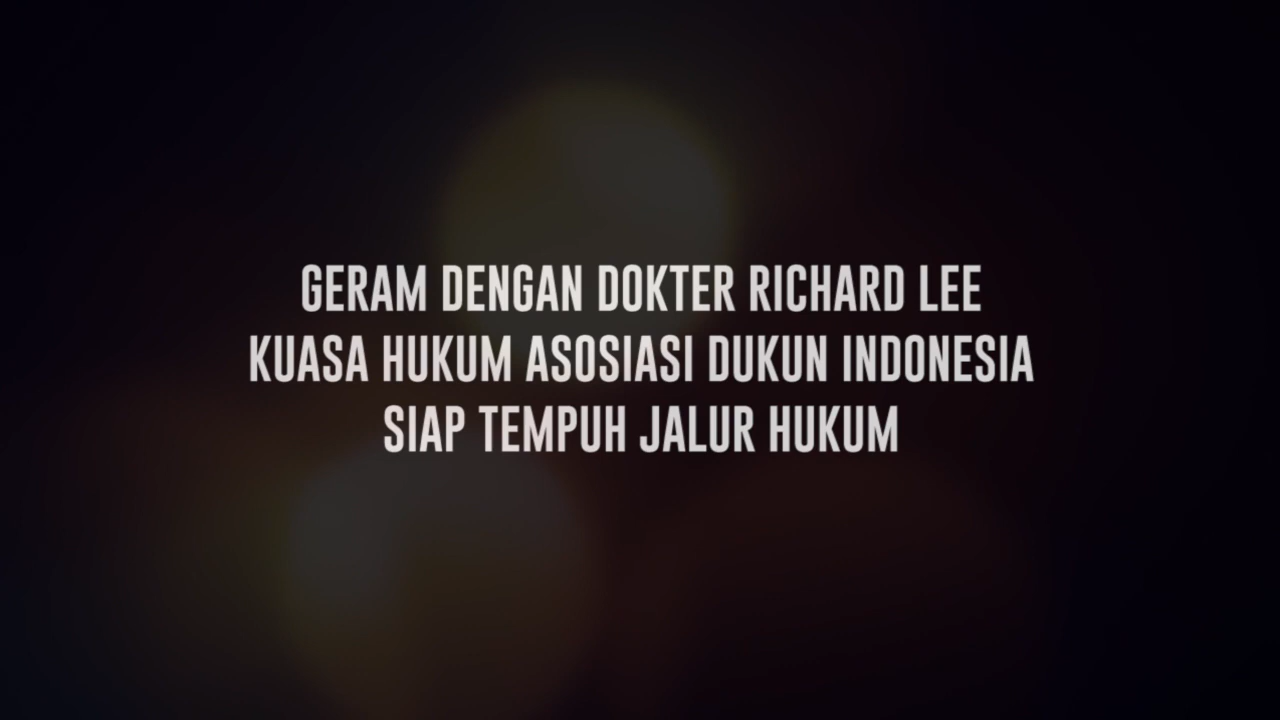 GERAM DENGAN DOKTER RICHARD LEE
KUASA HUKUM ASOSIASI DUKUN INDONESIA
SIAP TEMPUH JALUR HUKUM